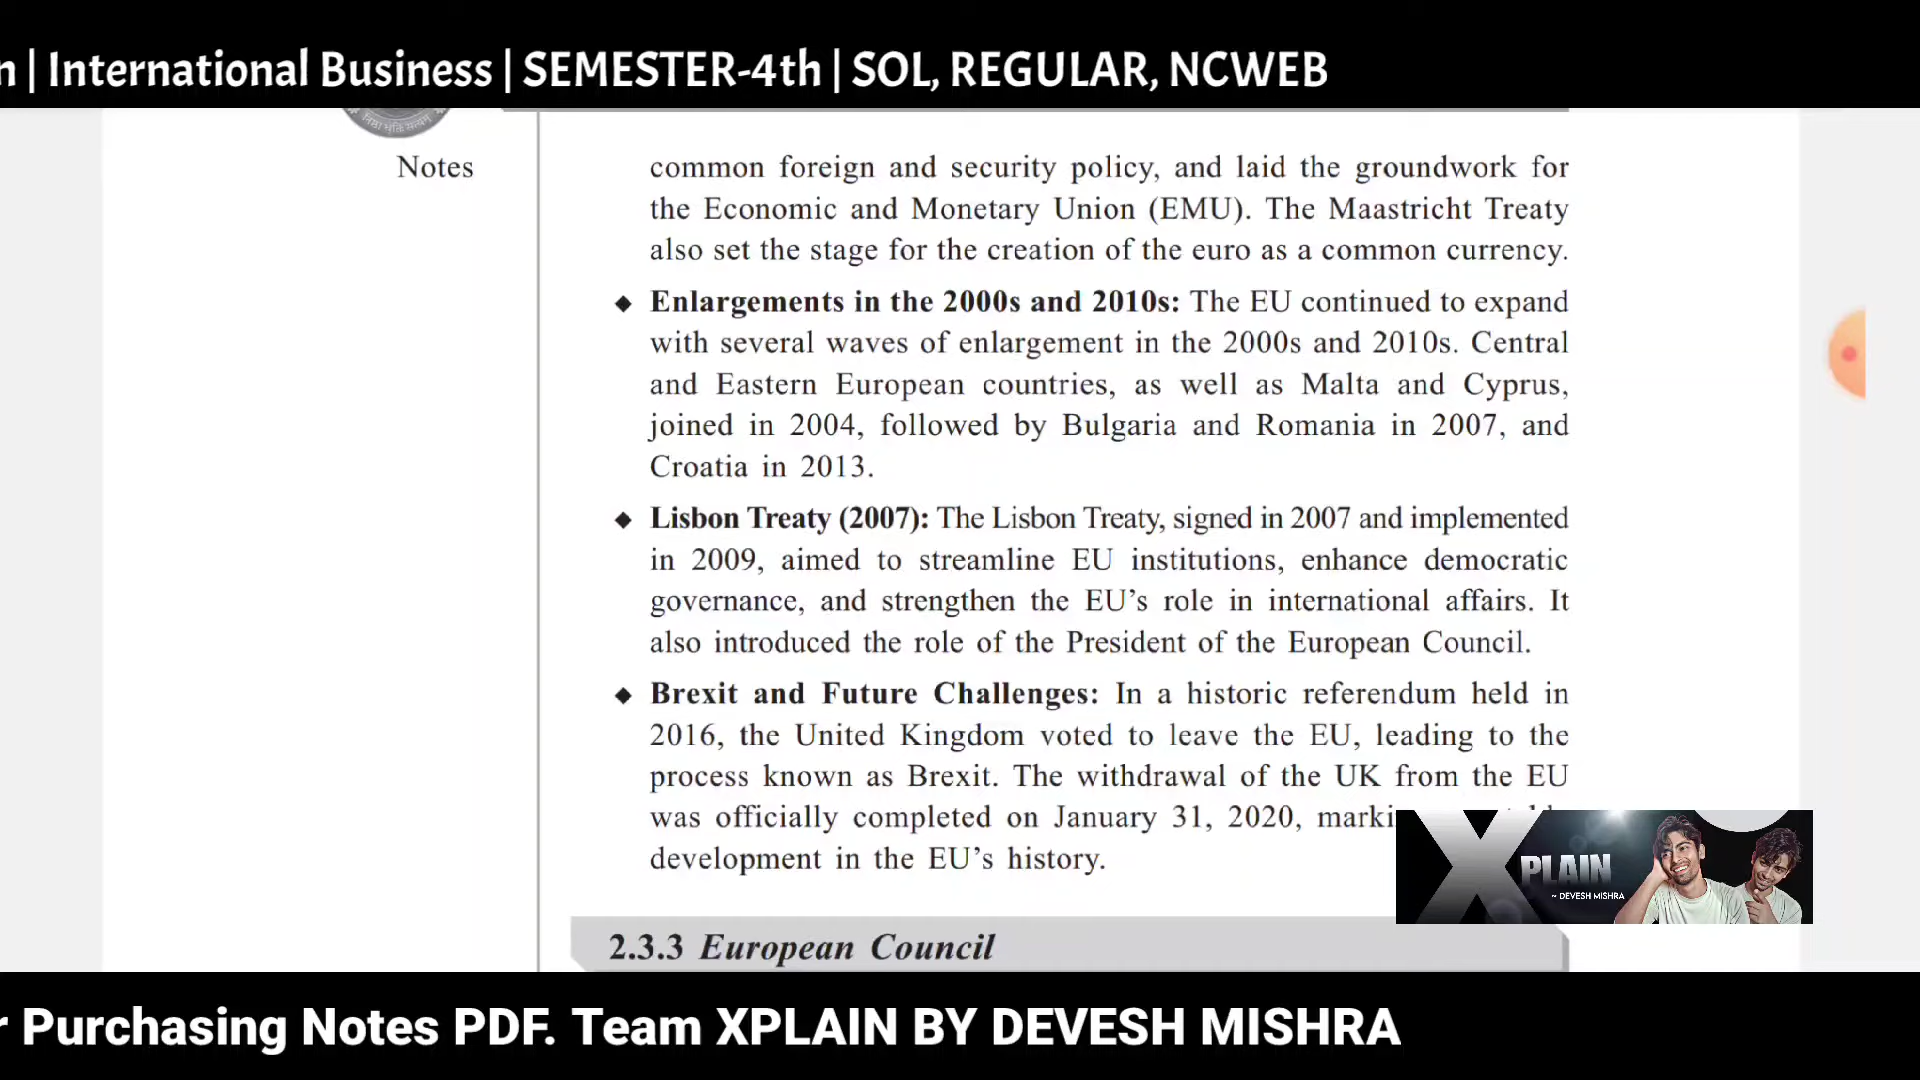 n | International Business | SEMESTER-4th | SOL, REGULAR, NCWEB
निष्ठा धृति सत्यम्
Notes
common foreign and security policy, and laid the groundwork for
the Economic and Monetary Union (EMU). The Maastricht Treaty
also set the stage for the creation of the euro as a common currency.
◆ Enlargements in the 2000s and 2010s: The EU continued to expand
with several waves of enlargement in the 2000s and 2010s. Central
and Eastern European countries, as well as Malta and Cyprus,
joined in 2004, followed by Bulgaria and Romania in 2007, and
Croatia in 2013.
◆ Lisbon Treaty (2007): The Lisbon Treaty, signed in 2007 and implemented
in 2009, aimed to streamline EU institutions, enhance democratic
governance, and strengthen the EU’s role in international affairs. It
also introduced the role of the President of the European Council.
◆ Brexit and Future Challenges: In a historic referendum held in
2016, the United Kingdom voted to leave the EU, leading to the
process known as Brexit. The withdrawal of the UK from the EU
was officially completed on January 31, 2020, marki
development in the EU’s history.
XPLAIN
~ DEVESH MISHRA
2.3.3 European Council
r Purchasing Notes PDF. Team XPLAIN BY DEVESH MISHRA